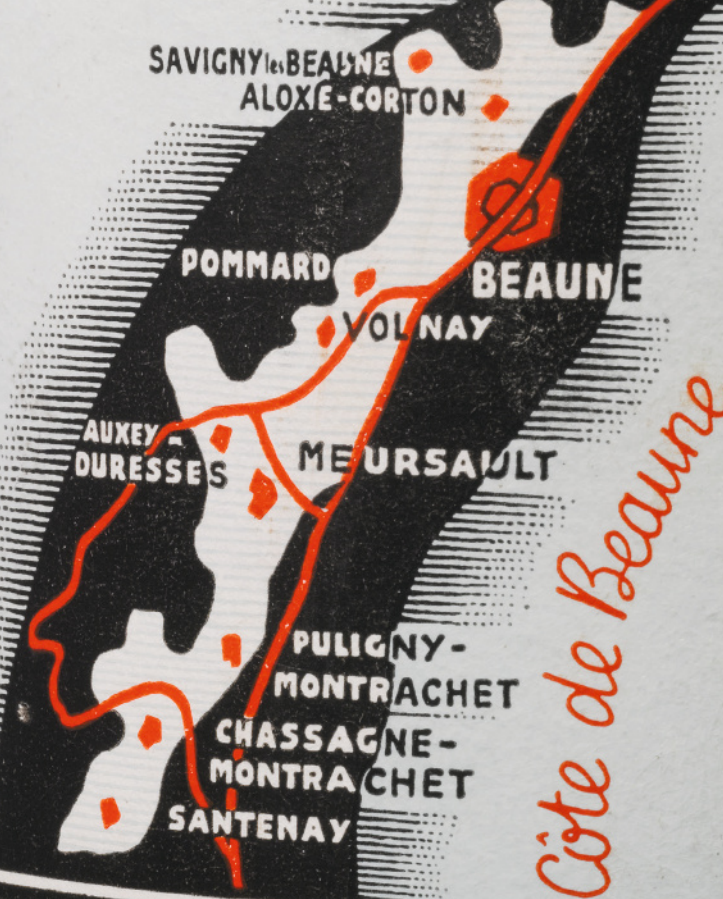 SAVIGNY les BEAUNE
ALOXE-CORTON
POMMARD
BEAUNE
VOLNAY
AUXEY-
DURESSES
MEURSAULT
PULIGNY-
MONTRACHET
CHASSAGNE-
MONTRACHET
SANTENAY
Côte de Beaune